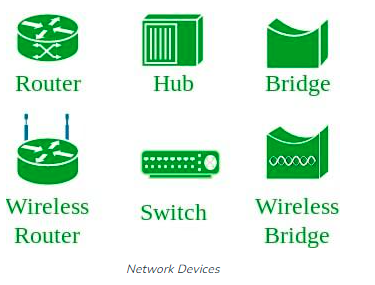 Router
Hub
Bridge
Wireless
Router
Switch
Wireless
Bridge
Network Devices